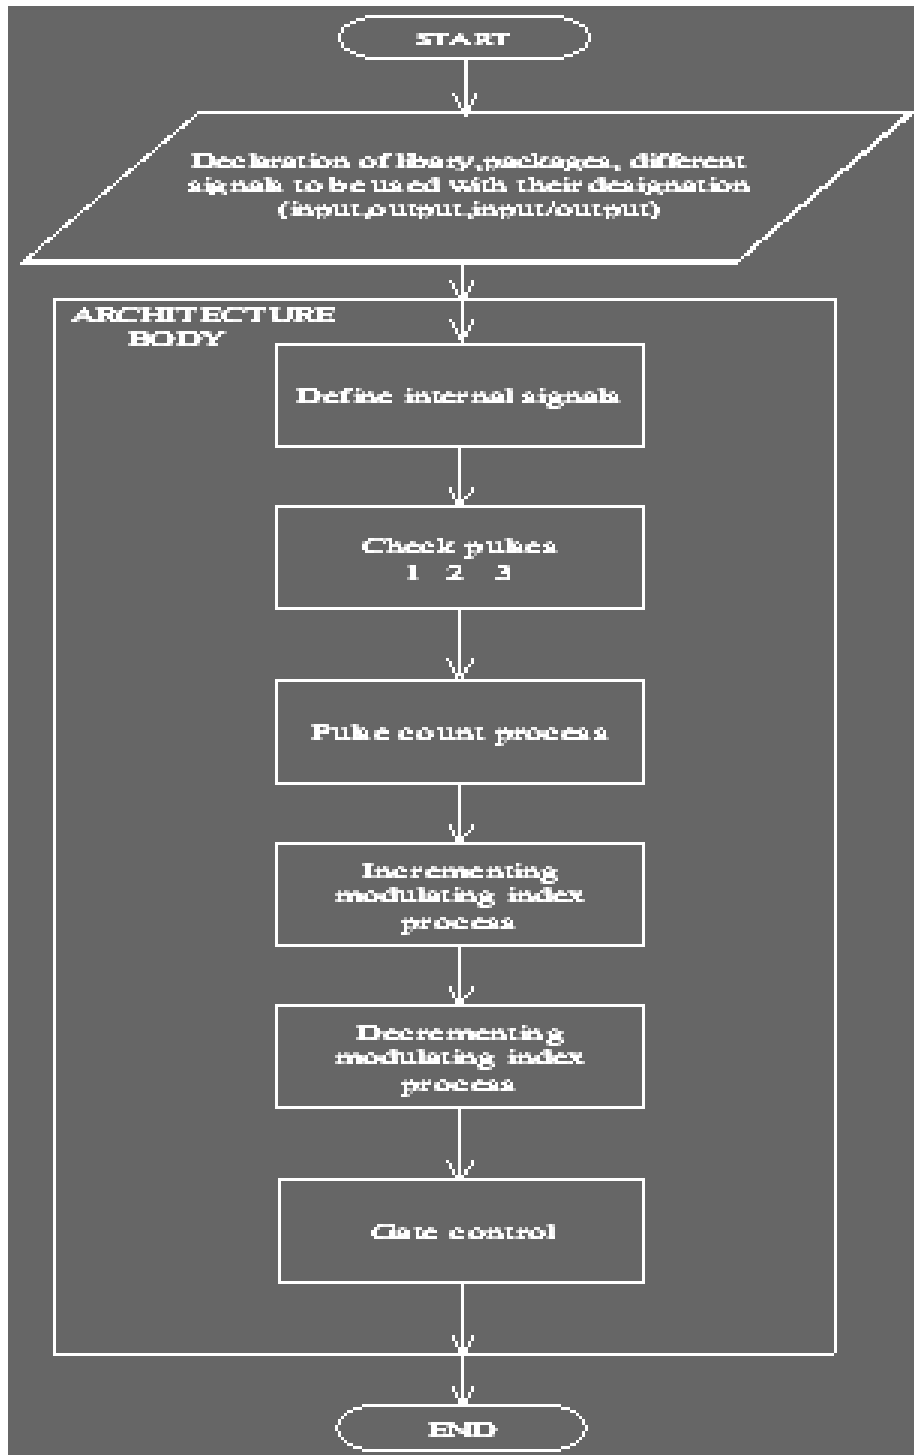 START
Declaration of libary,packages, different
signals to be used with their designation
(input,output,input/output)
ARCHITECTURE
BODY
Define internal signals
Check pulses
1 2 3
Pulse count process
Incrementing
modulating index
process
Decrementing
modulating index
process
Gate control
END